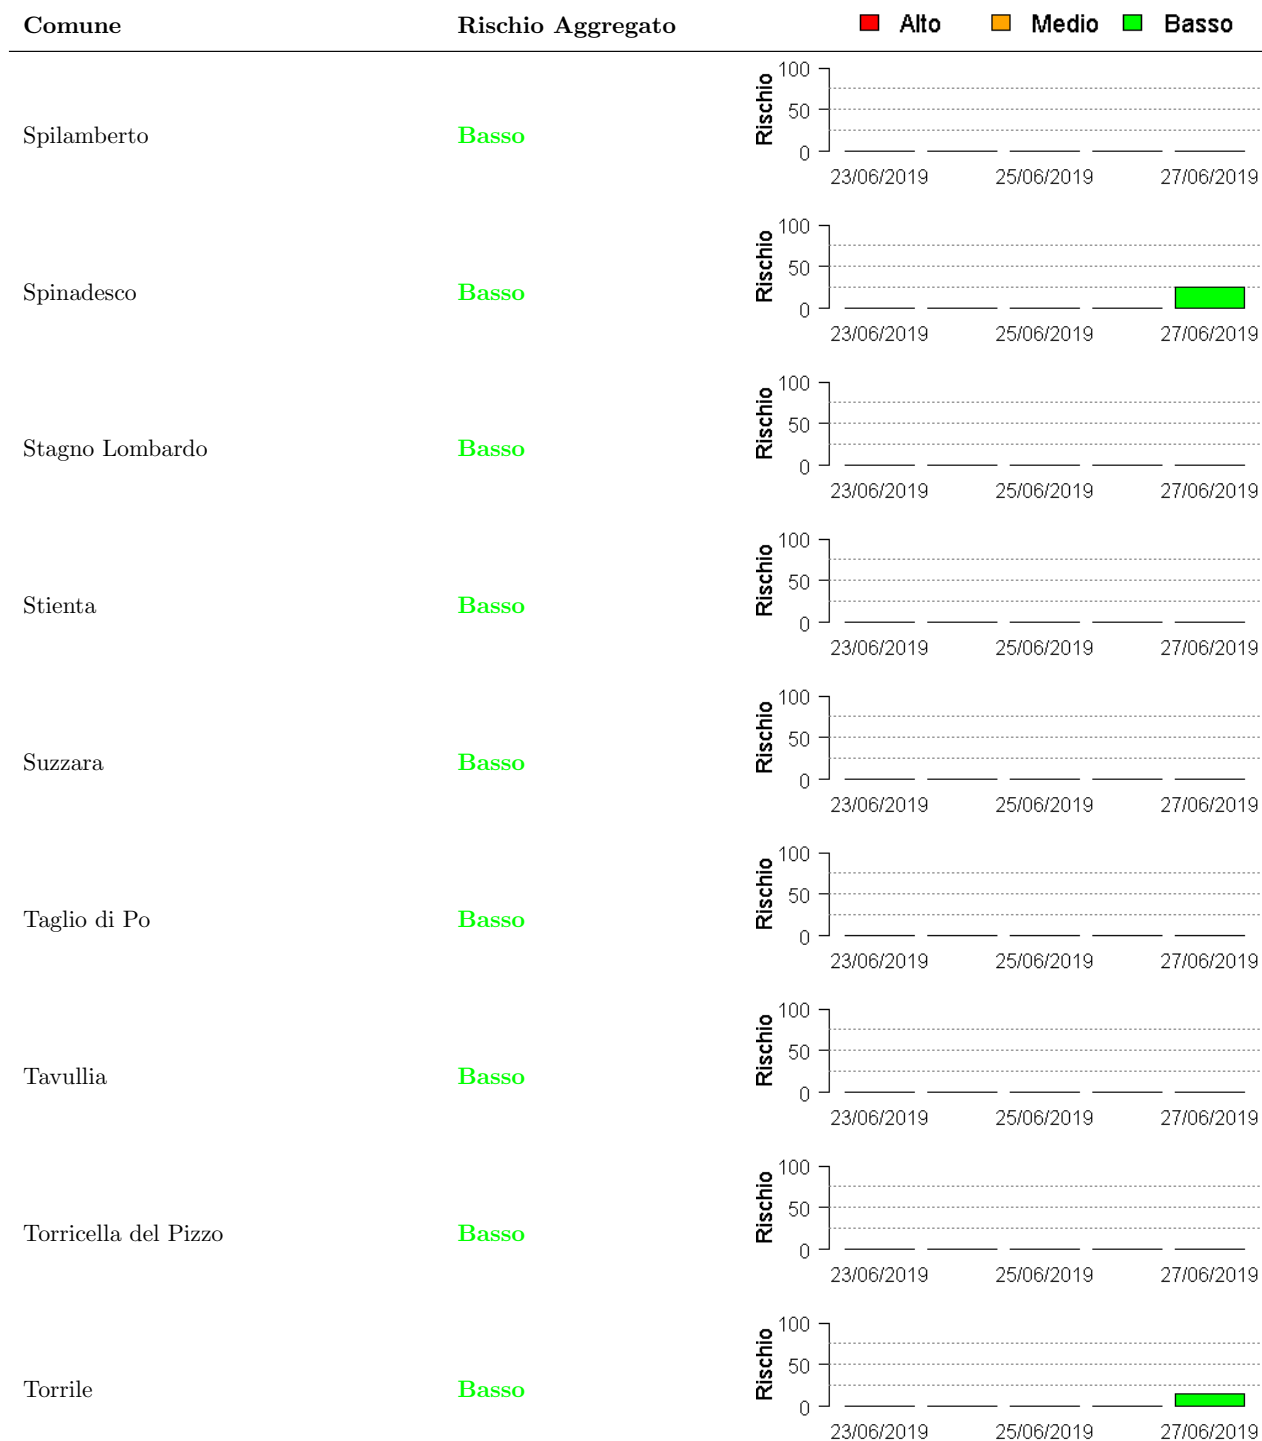 Comune Rischio Aggregato Alto Medio Basso
100
50
0
Rischio
Spilamberto Basso
23/06/2019 25/06/2019 27/06/2019
100
50
0
Rischio
Spinadesco Basso
23/06/2019 25/06/2019 27/06/2019
100
50
0
Rischio
Stagno Lombardo Basso
23/06/2019 25/06/2019 27/06/2019
100
50
0
Rischio
Stienta Basso
23/06/2019 25/06/2019 27/06/2019
100
50
0
Rischio
Suzzara Basso
23/06/2019 25/06/2019 27/06/2019
100
50
0
Rischio
Taglio di Po Basso
23/06/2019 25/06/2019 27/06/2019
100
50
0
Rischio
Tavullia Basso
23/06/2019 25/06/2019 27/06/2019
100
50
0
Rischio
Torricella del Pizzo Basso
23/06/2019 25/06/2019 27/06/2019
100
50
0
Rischio
Torrile Basso
23/06/2019 25/06/2019 27/06/2019